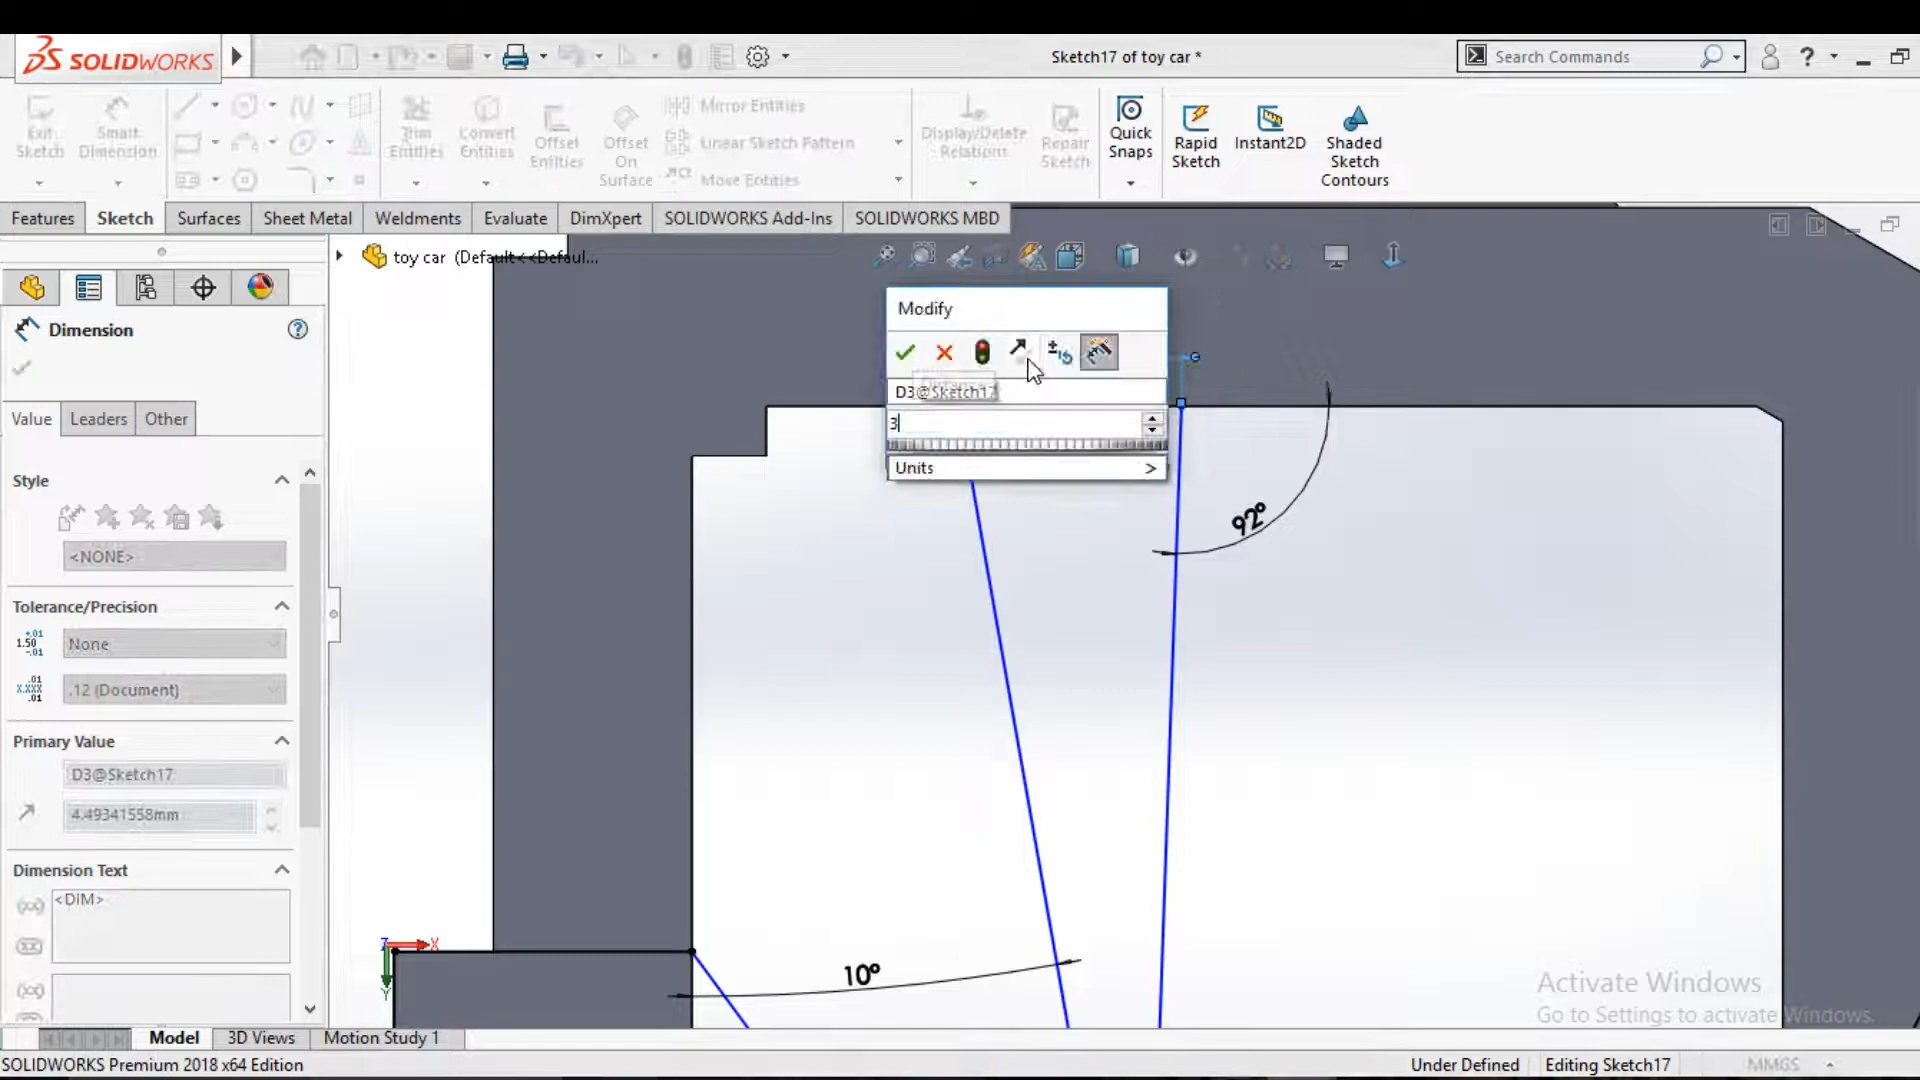 SOLIDWORKS
Sketch17 of toy car *
Search Commands
?
Exit Sketch
Smart Dimension
Trim Entities
Convert Entities
Offset Entities
Offset On Surface
Mirror Entities
Linear Sketch Pattern
Move Entities
Display/Delete Relations
Repair Sketch
Quick Snaps
Rapid Sketch
Instant2D
Shaded Sketch Contours
Features
Sketch
Surfaces
Sheet Metal
Weldments
Evaluate
DimXpert
SOLIDWORKS Add-Ins
SOLIDWORKS MBD
toy car (Default<<Defaul...
Dimension
?
Value
Leaders
Other
Style
<NONE>
Tolerance/Precision
None
.12 (Document)
Primary Value
D3@Sketch17
4.49341558mm
Dimension Text
<DIM>
Modify
D3@Sketch17
3
Units >
92°
10°
Z X
Y
Activate Windows
Go to Settings to activate Windows.
Model
3D Views
Motion Study 1
SOLIDWORKS Premium 2018 x64 Edition
Under Defined
Editing Sketch17
MMGS